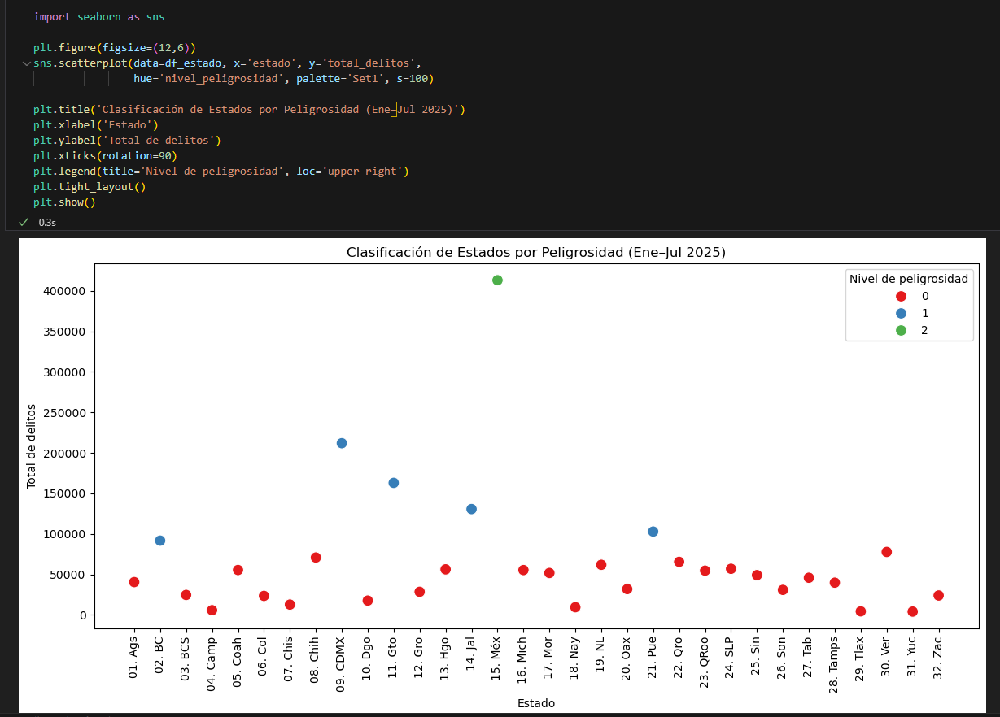 import seaborn as sns
plt.figure(figsize=(12,6))
sns.scatterplot(data=df_estado, x='estado', y='total_delitos',
hue='nivel_peligrosidad', palette='Set1', s=100)
plt.title('Clasificación de Estados por Peligrosidad (Ene–Jul 2025)')
plt.xlabel('Estado')
plt.ylabel('Total de delitos')
plt.xticks(rotation=90)
plt.legend(title='Nivel de peligrosidad', loc='upper right')
plt.tight_layout()
plt.show()
0.3s
Clasificación de Estados por Peligrosidad (Ene–Jul 2025)
Nivel de peligrosidad
0
1
2
Total de delitos
400000
350000
300000
250000
200000
150000
100000
50000
0
01. Ags
02. BC
03. BCS
04. Camp
05. Coah
06. Col
07. Chis
08. Chih
09. CDMX
10. Dgo
11. Gto
12. Gro
13. Hgo
14. Jal
15. Méx
16. Mich
17. Mor
18. Nay
19. NL
20. Oax
21. Pue
22. Qro
23. QRoo
24. SLP
25. Sin
26. Son
27. Tab
28. Tamps
29. Tlax
30. Ver
31. Yuc
32. Zac
Estado